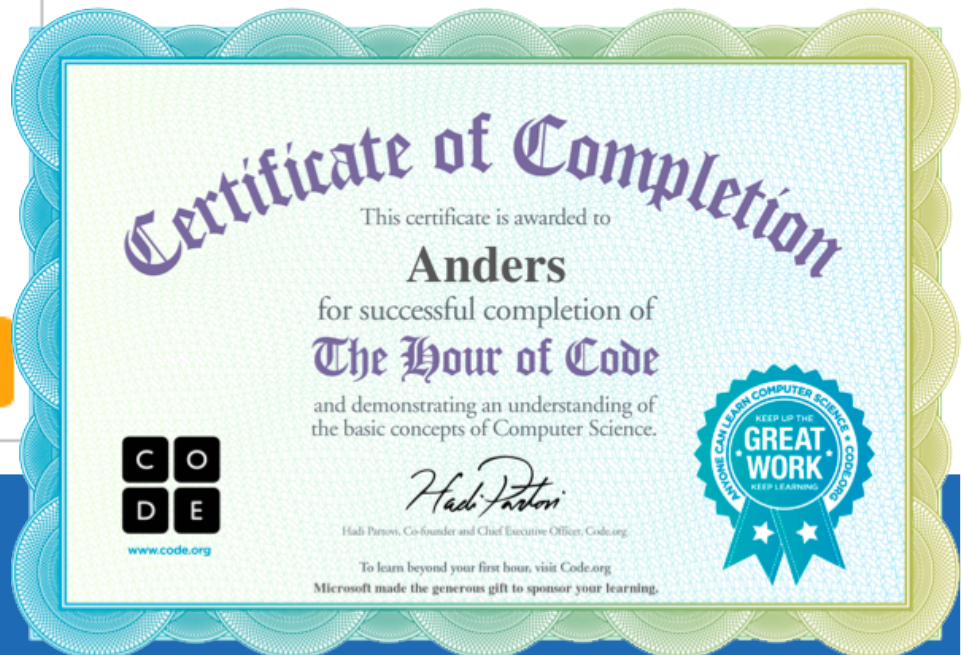 Certificate of Completion
This certificate is awarded to
Anders
for successful completion of
The Hour of Code
and demonstrating an understanding of
the basic concepts of Computer Science.
C O
D E
www.code.org
Hadi Partovi
Hadi Partovi, Co-founder and Chief Executive Officer, Code.org
To learn beyond your first hour, visit Code.org
Microsoft made the generous gift to sponsor your learning.
ANYONE CAN LEARN COMPUTER SCIENCE • CODE.ORG
KEEP UP THE
GREAT
WORK
KEEP LEARNING